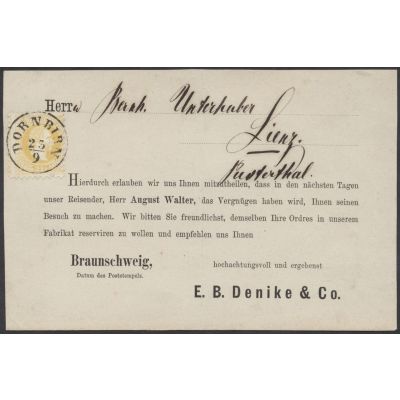 Herrn Bernh. Unterhuber
Lienz.
Pusterthal.
DORNBIRN
25
9
Hierdurch erlauben wir uns Ihnen mitzutheilen, dass in den nächsten Tagen
unser Reisender, Herr August Walter, das Vergnügen haben wird, Ihnen seinen
Besuch zu machen. Wir bitten Sie freundlichst, demselben Ihre Ordres in unserem
Fabrikat reserviren zu wollen und empfehlen uns Ihnen
Braunschweig,
Datum des Poststempels.
hochachtungsvoll und ergebenst
E. B. Denike & Co.